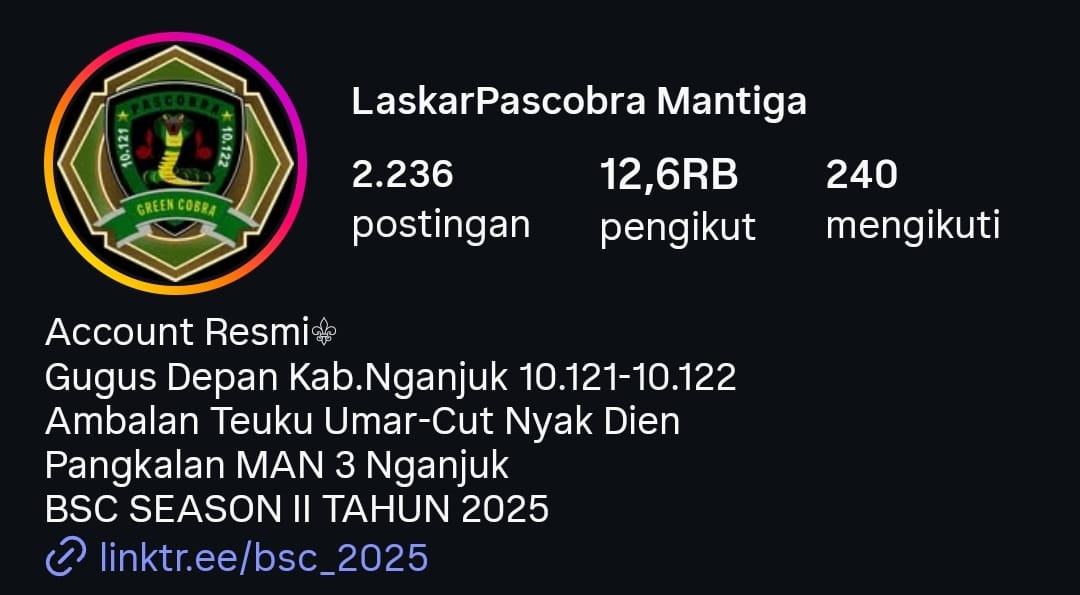 PASCOBRA
10.121
10.122
GREEN COBRA
LaskarPascobra Mantiga
2.236 12,6RB 240
postingan pengikut mengikuti
Account Resmi⚜
Gugus Depan Kab.Nganjuk 10.121-10.122
Ambalan Teuku Umar-Cut Nyak Dien
Pangkalan MAN 3 Nganjuk
BSC SEASON II TAHUN 2025
linktr.ee/bsc_2025